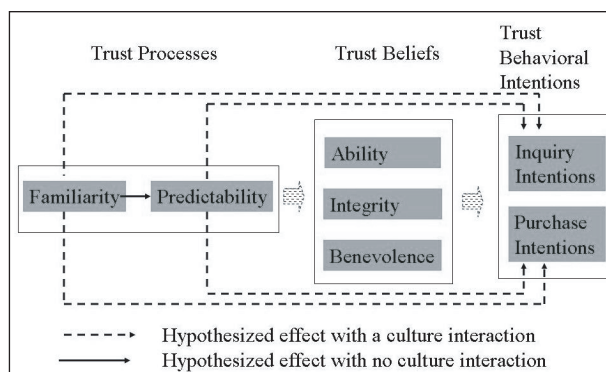 Trust Processes
Trust Beliefs
Trust
Behavioral
Intentions
Familiarity
Predictability
Ability
Integrity
Benevolence
Inquiry
Intentions
Purchase
Intentions
Hypothesized effect with a culture interaction
Hypothesized effect with no culture interaction